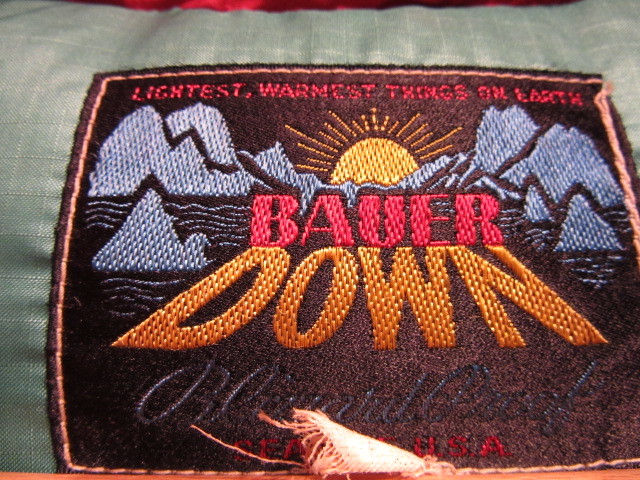 LIGHTEST, WARMEST THINGS ON EARTH
BAUER
DOWN
Blizzard Proof
U.S.A.